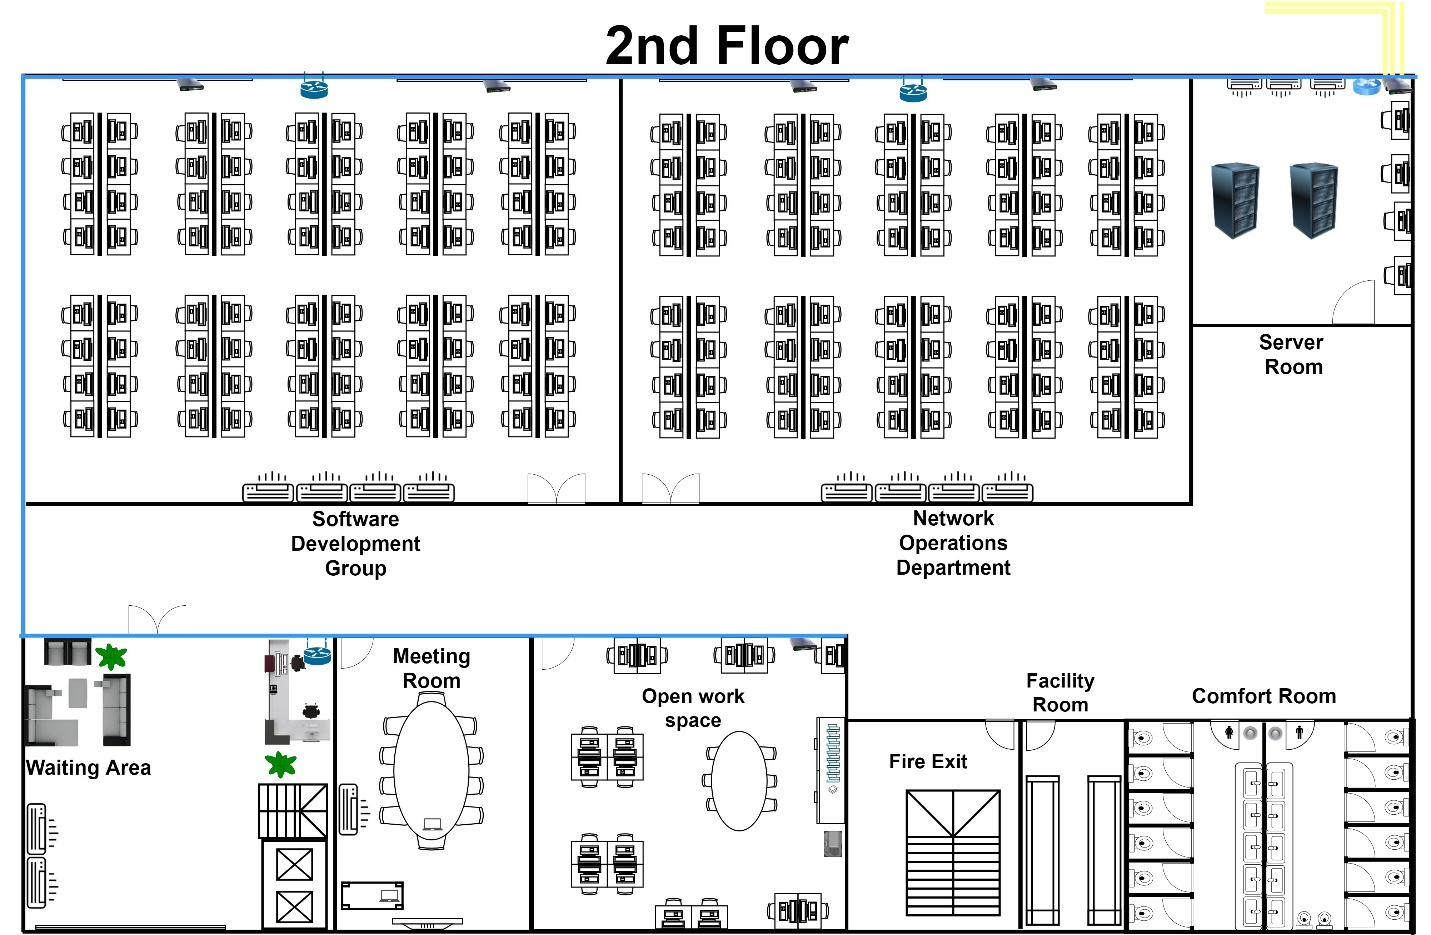 2nd Floor
Server
Room
Software
Development
Group
Network
Operations
Department
Meeting
Room
Open work
space
Facility
Room
Comfort Room
Waiting Area
Fire Exit